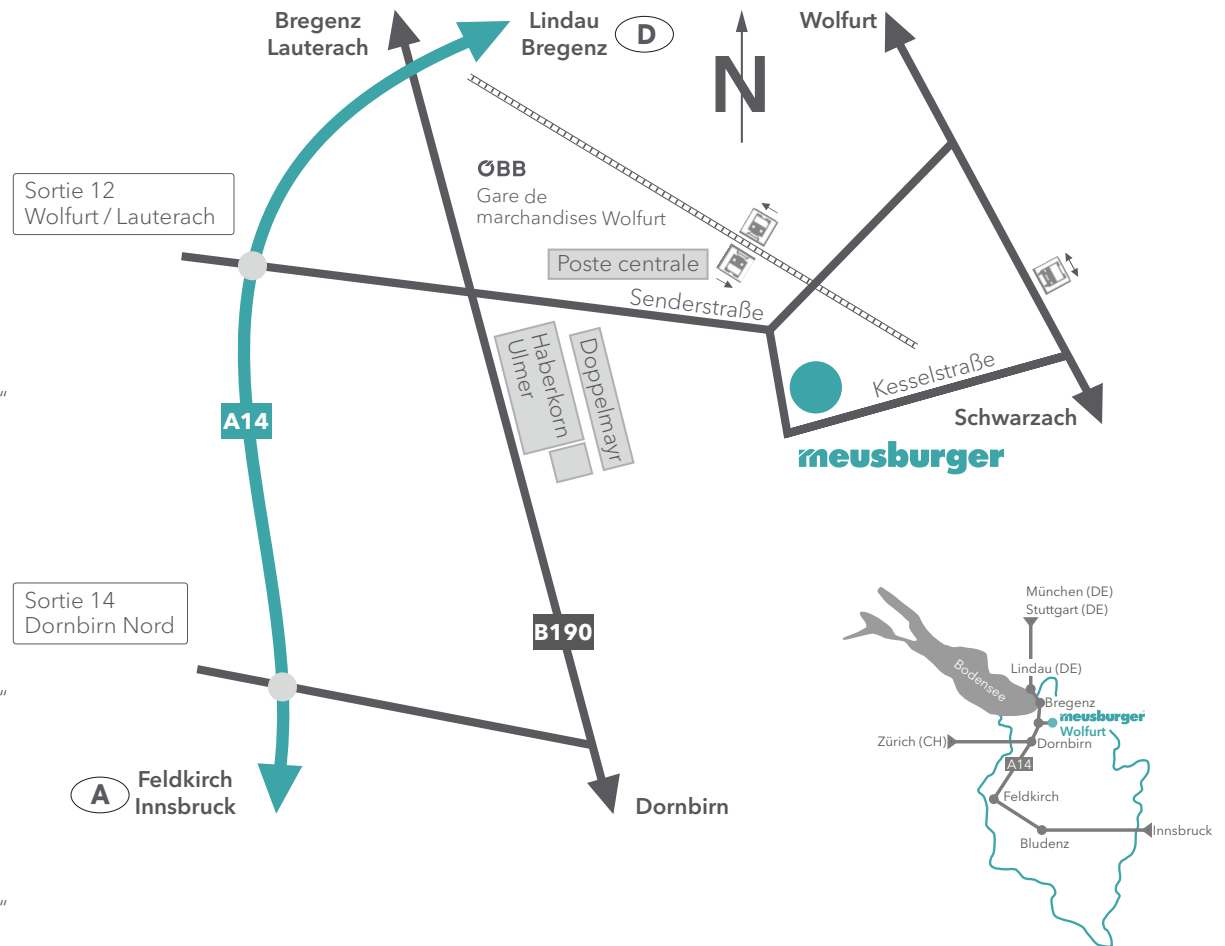 Bregenz
Lauterach
Lindau
Bregenz
D
N
Wolfurt
Sortie 12
Wolfurt / Lauterach
ÖBB
Gare de
marchandises Wolfurt
Poste centrale
Senderstraße
Haberkorn
Ulmer
Doppelmayr
Kesselstraße
Schwarzach
meusburger
A14
“
Sortie 14
Dornbirn Nord
B190
“
A
Feldkirch
Innsbruck
Dornbirn
“
München (DE)
Stuttgart (DE)
Lindau (DE)
Bodensee
Bregenz
meusburger
Wolfurt
Zürich (CH)
Dornbirn
A14
Feldkirch
Innsbruck
Bludenz